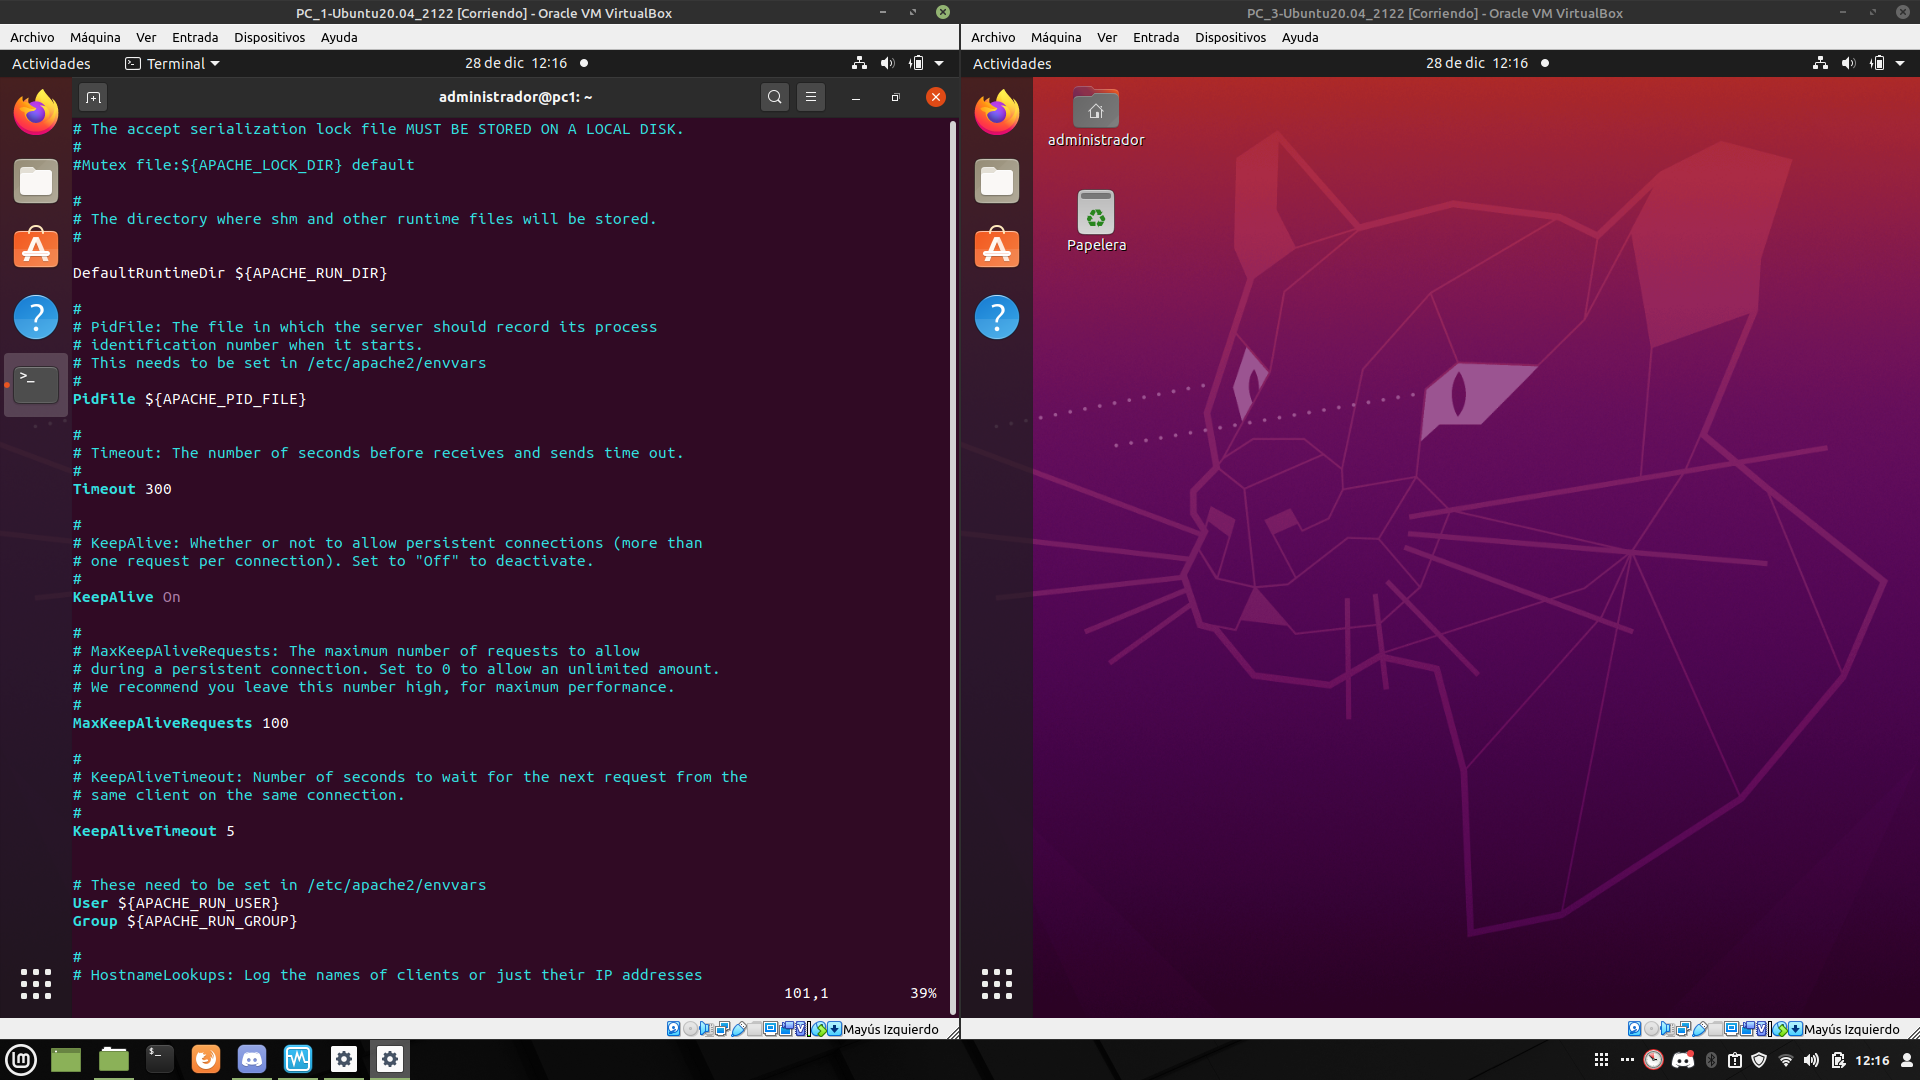 PC_1-Ubuntu20.04_2122 [Corriendo] - Oracle VM VirtualBox
Archivo Máquina Ver Entrada Dispositivos Ayuda
Actividades Terminal 28 de dic 12:16
administrador@pc1: ~
# The accept serialization lock file MUST BE STORED ON A LOCAL DISK.
#
#Mutex file:${APACHE_LOCK_DIR} default
#
# The directory where shm and other runtime files will be stored.
#
DefaultRuntimeDir ${APACHE_RUN_DIR}
#
# PidFile: The file in which the server should record its process
# identification number when it starts.
# This needs to be set in /etc/apache2/envvars
#
PidFile ${APACHE_PID_FILE}
#
# Timeout: The number of seconds before receives and sends time out.
#
Timeout 300
#
# KeepAlive: Whether or not to allow persistent connections (more than
# one request per connection). Set to "Off" to deactivate.
#
KeepAlive On
#
# MaxKeepAliveRequests: The maximum number of requests to allow
# during a persistent connection. Set to 0 to allow an unlimited amount.
# We recommend you leave this number high, for maximum performance.
#
MaxKeepAliveRequests 100
#
# KeepAliveTimeout: Number of seconds to wait for the next request from the
# same client on the same connection.
#
KeepAliveTimeout 5
# These need to be set in /etc/apache2/envvars
User ${APACHE_RUN_USER}
Group ${APACHE_RUN_GROUP}
#
# HostnameLookups: Log the names of clients or just their IP addresses
101,1 39%
Mayús Izquierdo
PC_3-Ubuntu20.04_2122 [Corriendo] - Oracle VM VirtualBox
Archivo Máquina Ver Entrada Dispositivos Ayuda
Actividades 28 de dic 12:16
administrador
Papelera
Mayús Izquierdo
12:16